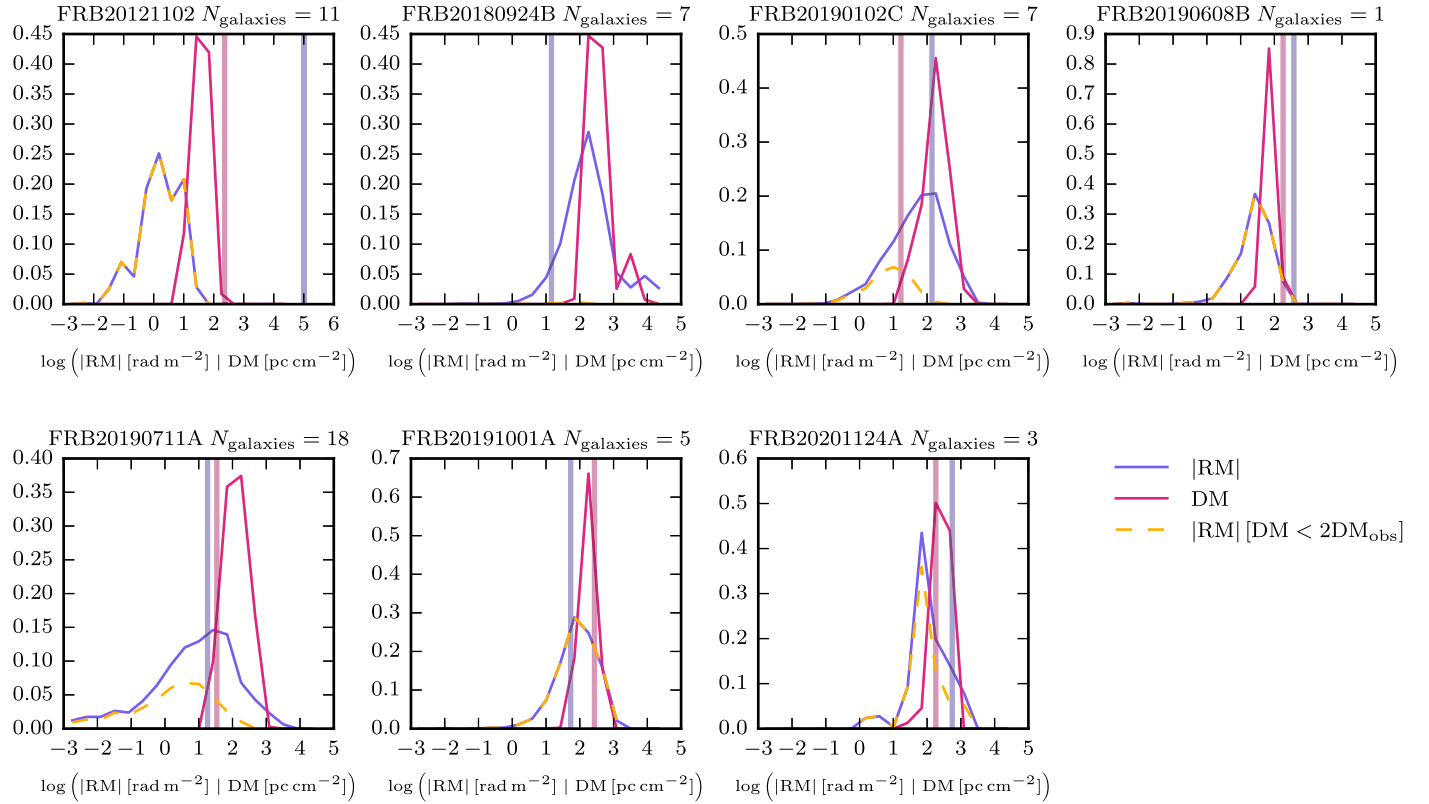 FRB20121102 N_galaxies = 11
0.45
0.40
0.35
0.30
0.25
0.20
0.15
0.10
0.05
0.00
−3 −2 −1 0 1 2 3 4 5 6
log (|RM| [rad m⁻²] | DM [pc cm⁻²])
FRB20180924B N_galaxies = 7
0.45
0.40
0.35
0.30
0.25
0.20
0.15
0.10
0.05
0.00
−3 −2 −1 0 1 2 3 4 5
log (|RM| [rad m⁻²] | DM [pc cm⁻²])
FRB20190102C N_galaxies = 7
0.5
0.4
0.3
0.2
0.1
0.0
−3 −2 −1 0 1 2 3 4 5
log (|RM| [rad m⁻²] | DM [pc cm⁻²])
FRB20190608B N_galaxies = 1
0.9
0.8
0.7
0.6
0.5
0.4
0.3
0.2
0.1
0.0
−3 −2 −1 0 1 2 3 4 5
log (|RM| [rad m⁻²] | DM [pc cm⁻²])
FRB20190711A N_galaxies = 18
0.40
0.35
0.30
0.25
0.20
0.15
0.10
0.05
0.00
−3 −2 −1 0 1 2 3 4 5
log (|RM| [rad m⁻²] | DM [pc cm⁻²])
FRB20191001A N_galaxies = 5
0.7
0.6
0.5
0.4
0.3
0.2
0.1
0.0
−3 −2 −1 0 1 2 3 4 5
log (|RM| [rad m⁻²] | DM [pc cm⁻²])
FRB20201124A N_galaxies = 3
0.6
0.5
0.4
0.3
0.2
0.1
0.0
−3 −2 −1 0 1 2 3 4 5
log (|RM| [rad m⁻²] | DM [pc cm⁻²])
|RM|
DM
|RM| [DM < 2DM_obs]